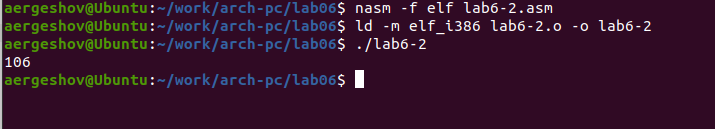 aergeshov@Ubuntu:~/work/arch-pc/lab06$ nasm -f elf lab6-2.asm
aergeshov@Ubuntu:~/work/arch-pc/lab06$ ld -m elf_i386 lab6-2.o -o lab6-2
aergeshov@Ubuntu:~/work/arch-pc/lab06$ ./lab6-2
106
aergeshov@Ubuntu:~/work/arch-pc/lab06$